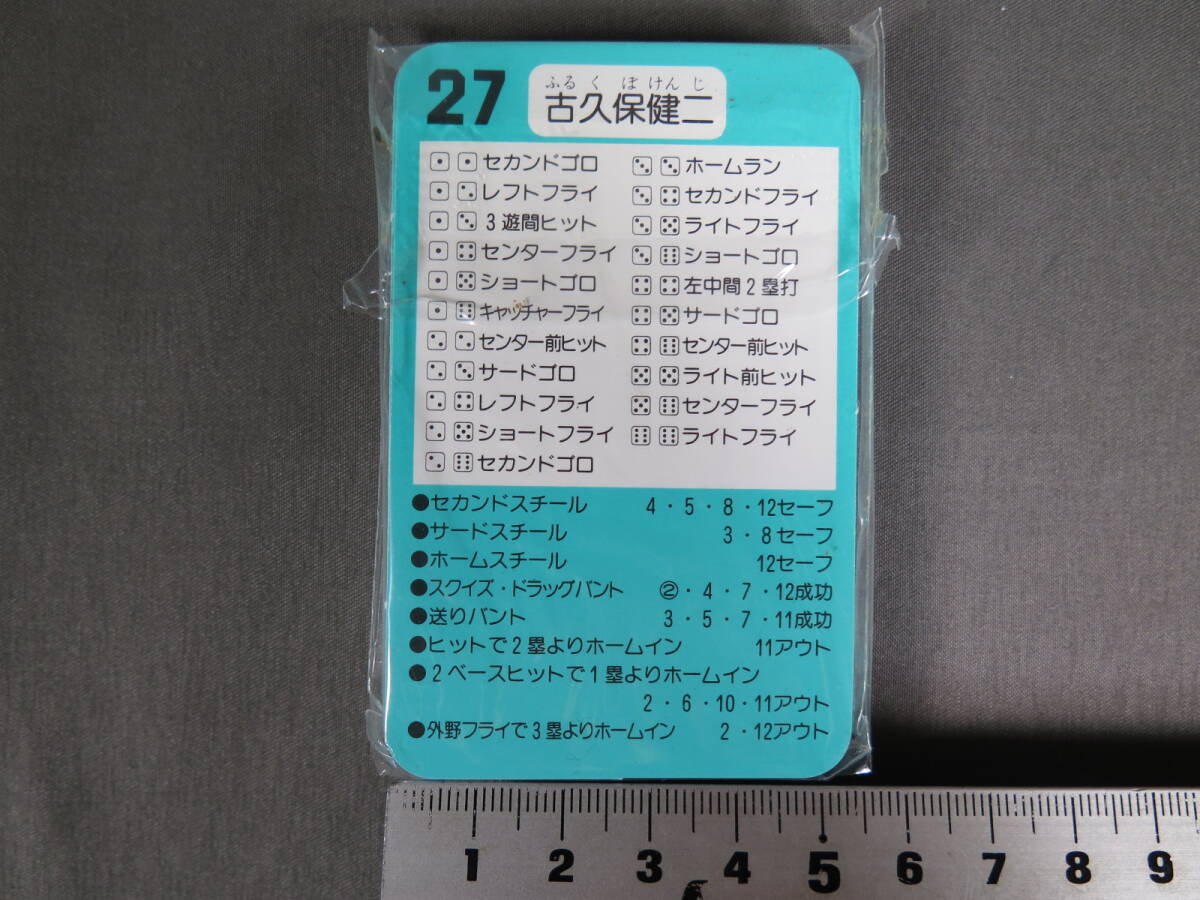 27
ふるくぼけんじ
古久保健二
セカンドゴロ
レフトフライ
3遊間ヒット
センターフライ
ショートゴロ
キャッチャーフライ
センター前ヒット
サードゴロ
レフトフライ
ショートフライ
セカンドゴロ
ホームラン
セカンドフライ
ライトフライ
ショートゴロ
左中間2塁打
サードゴロ
センター前ヒット
ライト前ヒット
センターフライ
ライトフライ
●セカンドスチール 4・5・8・12セーフ
●サードスチール 3・8セーフ
●ホームスチール 12セーフ
●スクイズ・ドラッグバント ②・4・7・12成功
●送りバント 3・5・7・11成功
●ヒットで2塁よりホームイン 11アウト
●2ベースヒットで1塁よりホームイン
2・6・10・11アウト
●外野フライで3塁よりホームイン 2・12アウト
1 2 3 4 5 6 7 8 9